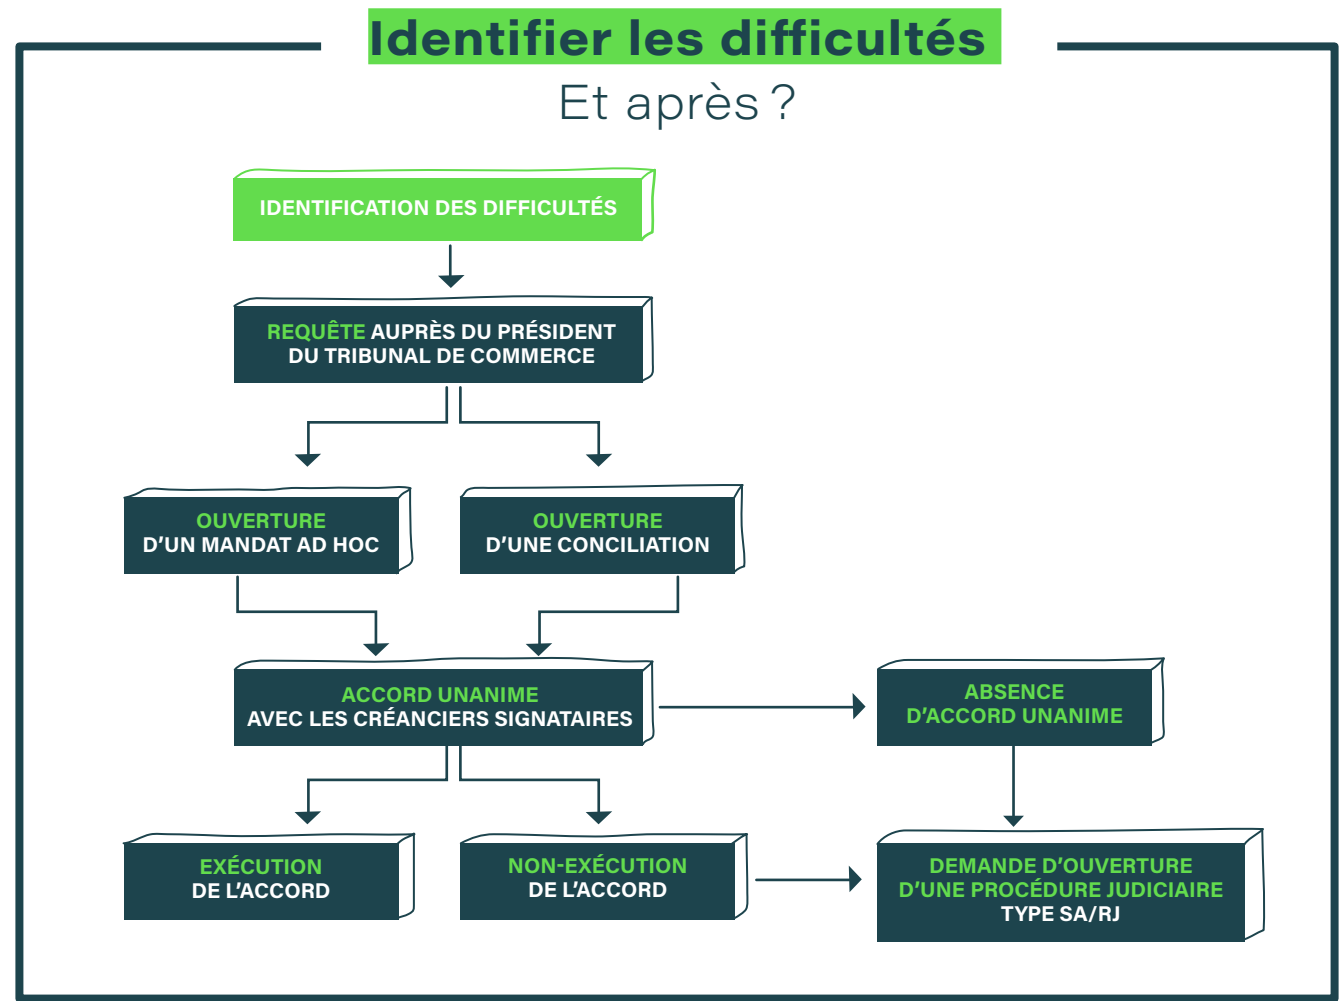 Identifier les difficultés
Et après ?
IDENTIFICATION DES DIFFICULTÉS
REQUÊTE AUPRÈS DU PRÉSIDENT
DU TRIBUNAL DE COMMERCE
OUVERTURE
D'UN MANDAT AD HOC
OUVERTURE
D'UNE CONCILIATION
ACCORD UNANIME
AVEC LES CRÉANCIERS SIGNATAIRES
ABSENCE
D'ACCORD UNANIME
EXÉCUTION
DE L'ACCORD
NON-EXÉCUTION
DE L'ACCORD
DEMANDE D'OUVERTURE
D'UNE PROCÉDURE JUDICIAIRE
TYPE SA/RJ